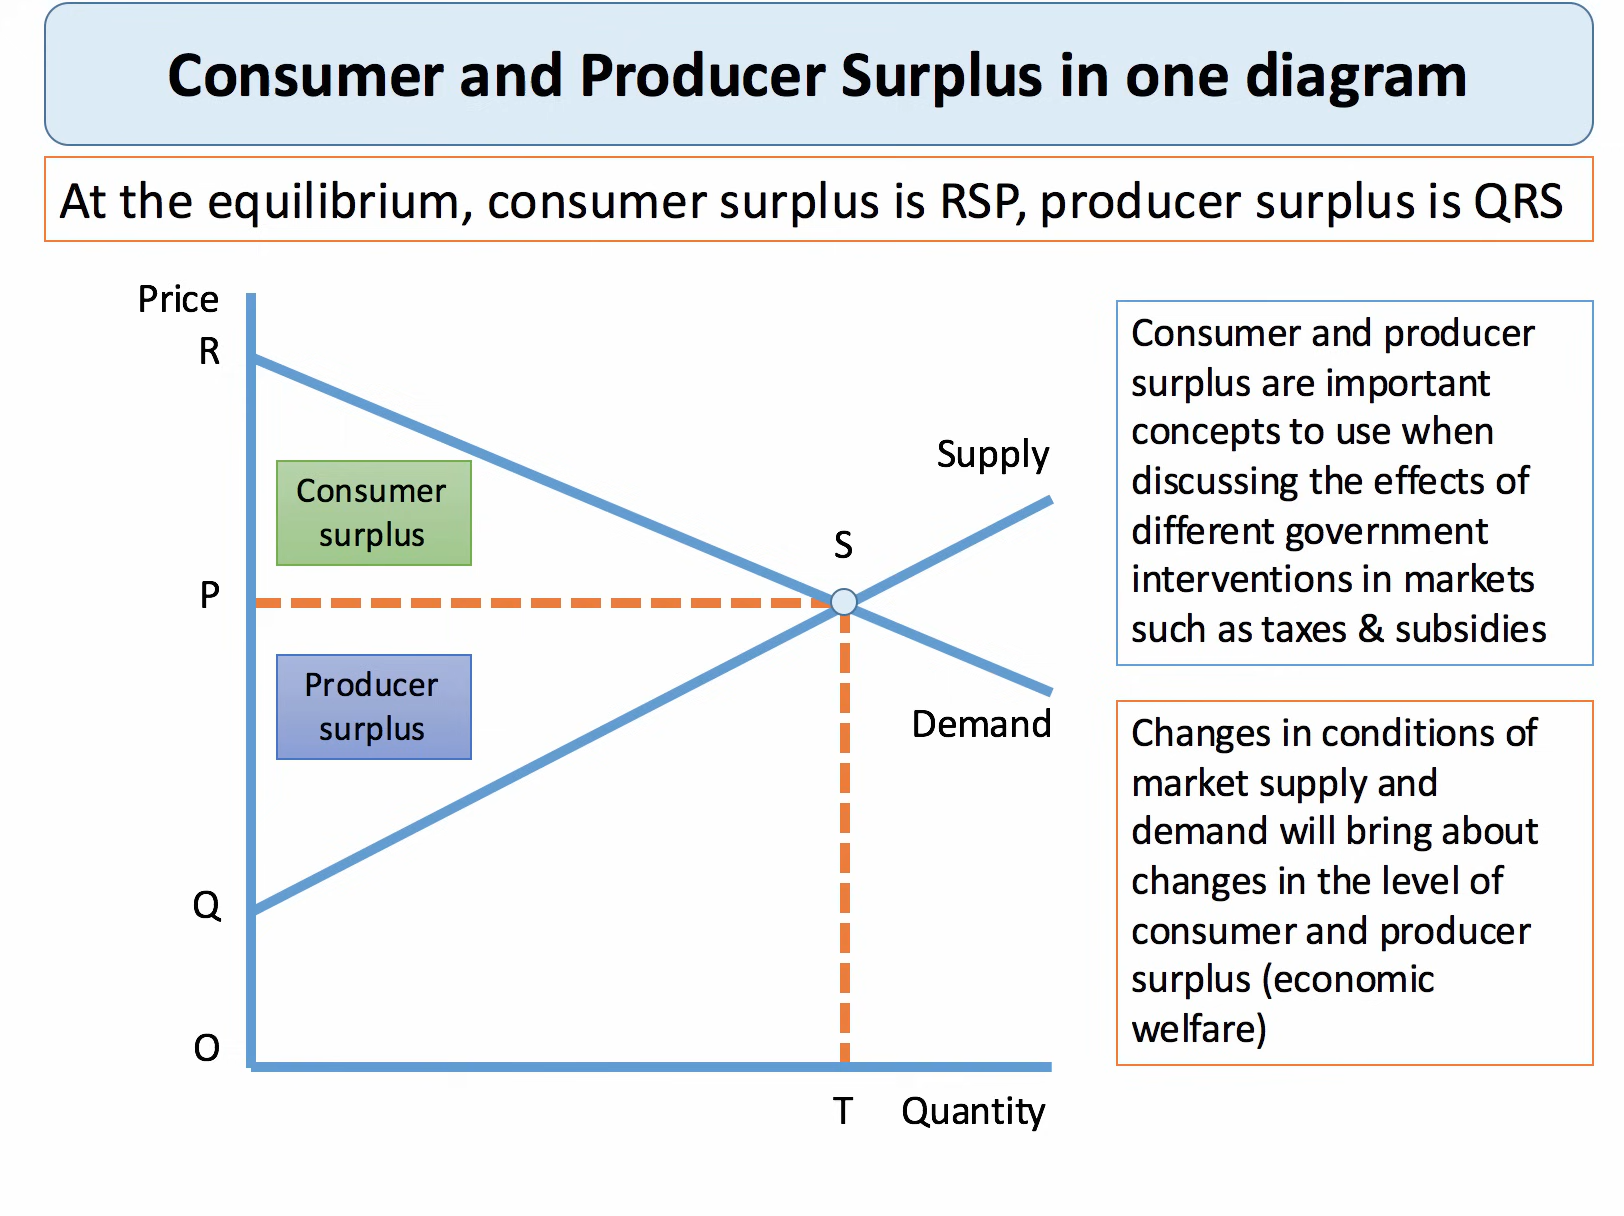 Consumer and Producer Surplus in one diagram
At the equilibrium, consumer surplus is RSP, producer surplus is QRS
Price
R
Consumer
surplus
P
Producer
surplus
Q
O
S
Supply
Demand
T
Quantity
Consumer and producer
surplus are important
concepts to use when
discussing the effects of
different government
interventions in markets
such as taxes & subsidies
Changes in conditions of
market supply and
demand will bring about
changes in the level of
consumer and producer
surplus (economic
welfare)